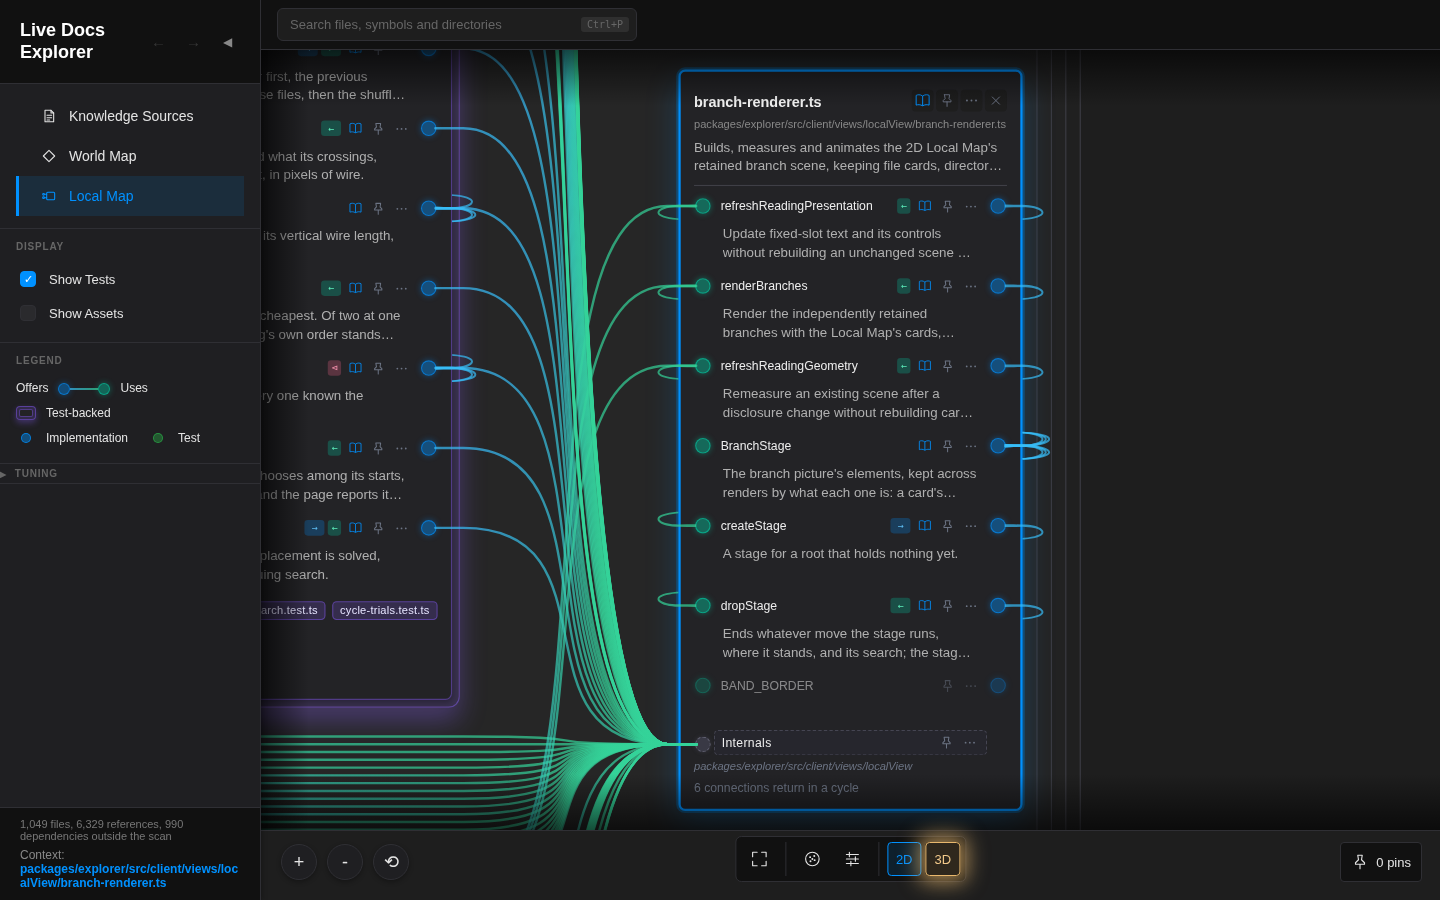 Live Docs
Explorer
Search files, symbols and directories
Ctrl+P
Knowledge Sources
World Map
Local Map
DISPLAY
Show Tests
Show Assets
LEGEND
Offers
Uses
Test-backed
Implementation
Test
TUNING
1,049 files, 6,329 references, 990
dependencies outside the scan
Context:
packages/explorer/src/client/views/loc
alView/branch-renderer.ts
first, the previous
se files, then the shuffl…
what its crossings,
, in pixels of wire.
its vertical wire length,
cheapest. Of two at one
g's own order stands…
ry one known the
hooses among its starts,
and the page reports it…
placement is solved,
ning search.
arch.test.ts
cycle-trials.test.ts
branch-renderer.ts
packages/explorer/src/client/views/localView/branch-renderer.ts
Builds, measures and animates the 2D Local Map's
retained branch scene, keeping file cards, director…
refreshReadingPresentation
Update fixed-slot text and its controls
without rebuilding an unchanged scene …
renderBranches
Render the independently retained
branches with the Local Map's cards,…
refreshReadingGeometry
Remeasure an existing scene after a
disclosure change without rebuilding car…
BranchStage
The branch picture's elements, kept across
renders by what each one is: a card's…
createStage
A stage for a root that holds nothing yet.
dropStage
Ends whatever move the stage runs,
where it stands, and its search; the stag…
BAND_BORDER
Internals
packages/explorer/src/client/views/localView
6 connections return in a cycle
+
-
2D
3D
0 pins